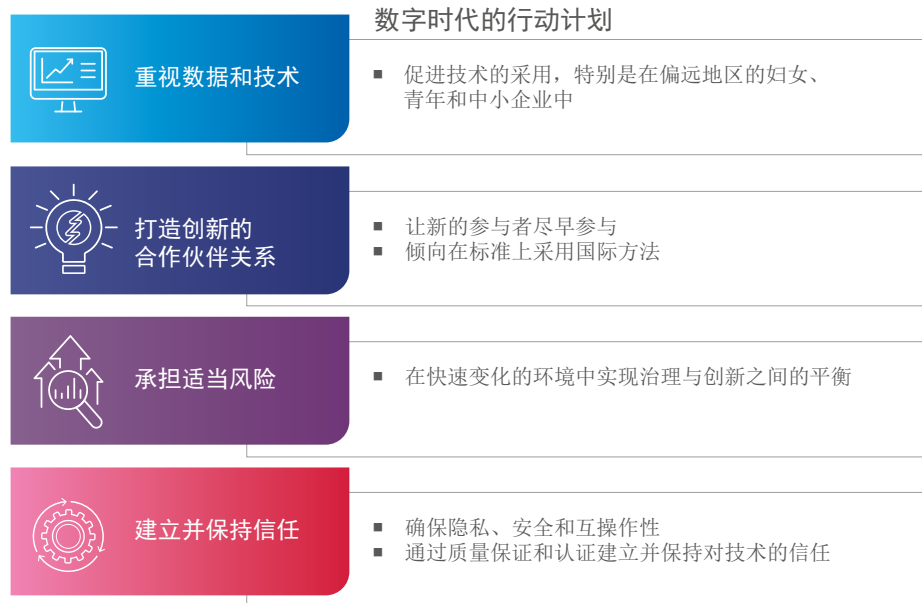 数字时代的行动计划
重视数据和技术
■ 促进技术的采用，特别是在偏远地区的妇女、
青年和中小企业中
打造创新的
合作伙伴关系
■ 让新的参与者尽早参与
■ 倾向在标准上采用国际方法
承担适当风险
■ 在快速变化的环境中实现治理与创新之间的平衡
建立并保持信任
■ 确保隐私、安全和互操作性
■ 通过质量保证和认证建立并保持对技术的信任